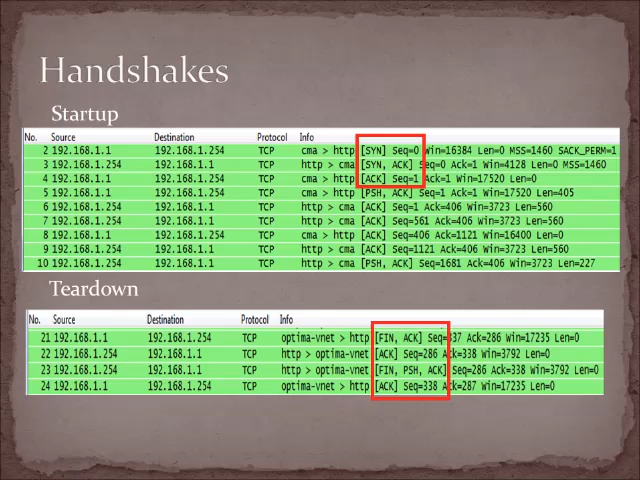 Handshakes
Startup
No. Source Destination Protocol Info
2 192.168.1.1 192.168.1.254 TCP cma > http [SYN] Seq=0 Win=16384 Len=0 MSS=1460 SACK_PERM=1
3 192.168.1.254 192.168.1.1 TCP http > cma [SYN, ACK] Seq=0 Ack=1 Win=4128 Len=0 MSS=1460
4 192.168.1.1 192.168.1.254 TCP cma > http [ACK] Seq=1 Ack=1 Win=17520 Len=0
5 192.168.1.1 192.168.1.254 TCP cma > http [PSH, ACK] Seq=1 Ack=1 Win=17520 Len=405
6 192.168.1.254 192.168.1.1 TCP http > cma [ACK] Seq=1 Ack=406 Win=3723 Len=560
7 192.168.1.254 192.168.1.1 TCP http > cma [ACK] Seq=561 Ack=406 Win=3723 Len=560
8 192.168.1.1 192.168.1.254 TCP cma > http [ACK] Seq=406 Ack=1121 Win=16400 Len=0
9 192.168.1.254 192.168.1.1 TCP http > cma [ACK] Seq=1121 Ack=406 Win=3723 Len=560
10 192.168.1.254 192.168.1.1 TCP http > cma [PSH, ACK] Seq=1681 Ack=406 Win=3723 Len=227
Teardown
No. Source Destination Protocol Info
21 192.168.1.1 192.168.1.254 TCP optima-vnet > http [FIN, ACK] Seq=337 Ack=286 Win=17235 Len=0
22 192.168.1.254 192.168.1.1 TCP http > optima-vnet [ACK] Seq=286 Ack=338 Win=3792 Len=0
23 192.168.1.254 192.168.1.1 TCP http > optima-vnet [FIN, PSH, ACK] Seq=286 Ack=338 Win=3792 Len=0
24 192.168.1.1 192.168.1.254 TCP optima-vnet > http [ACK] Seq=338 Ack=287 Win=17235 Len=0